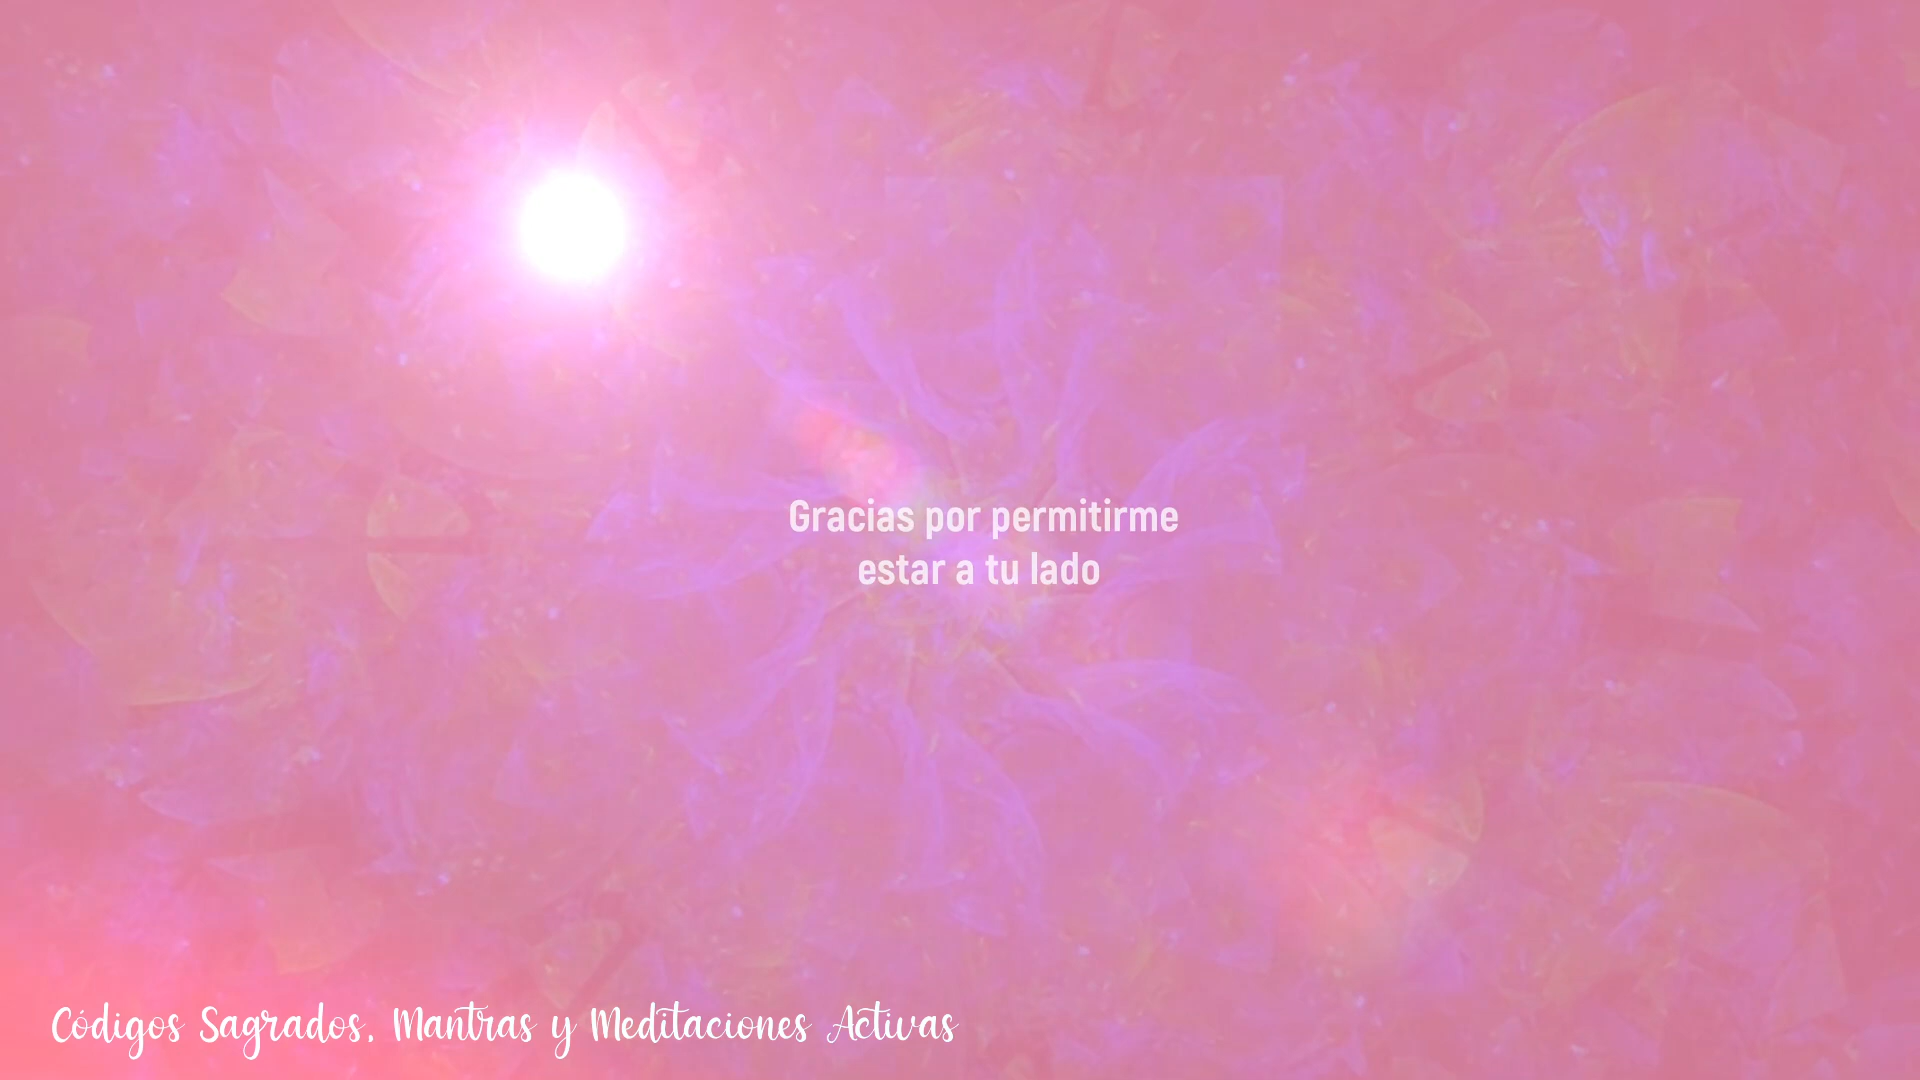 Gracias por permitirme
estar a tu lado
Códigos Sagrados, Mantras y Meditaciones Activas